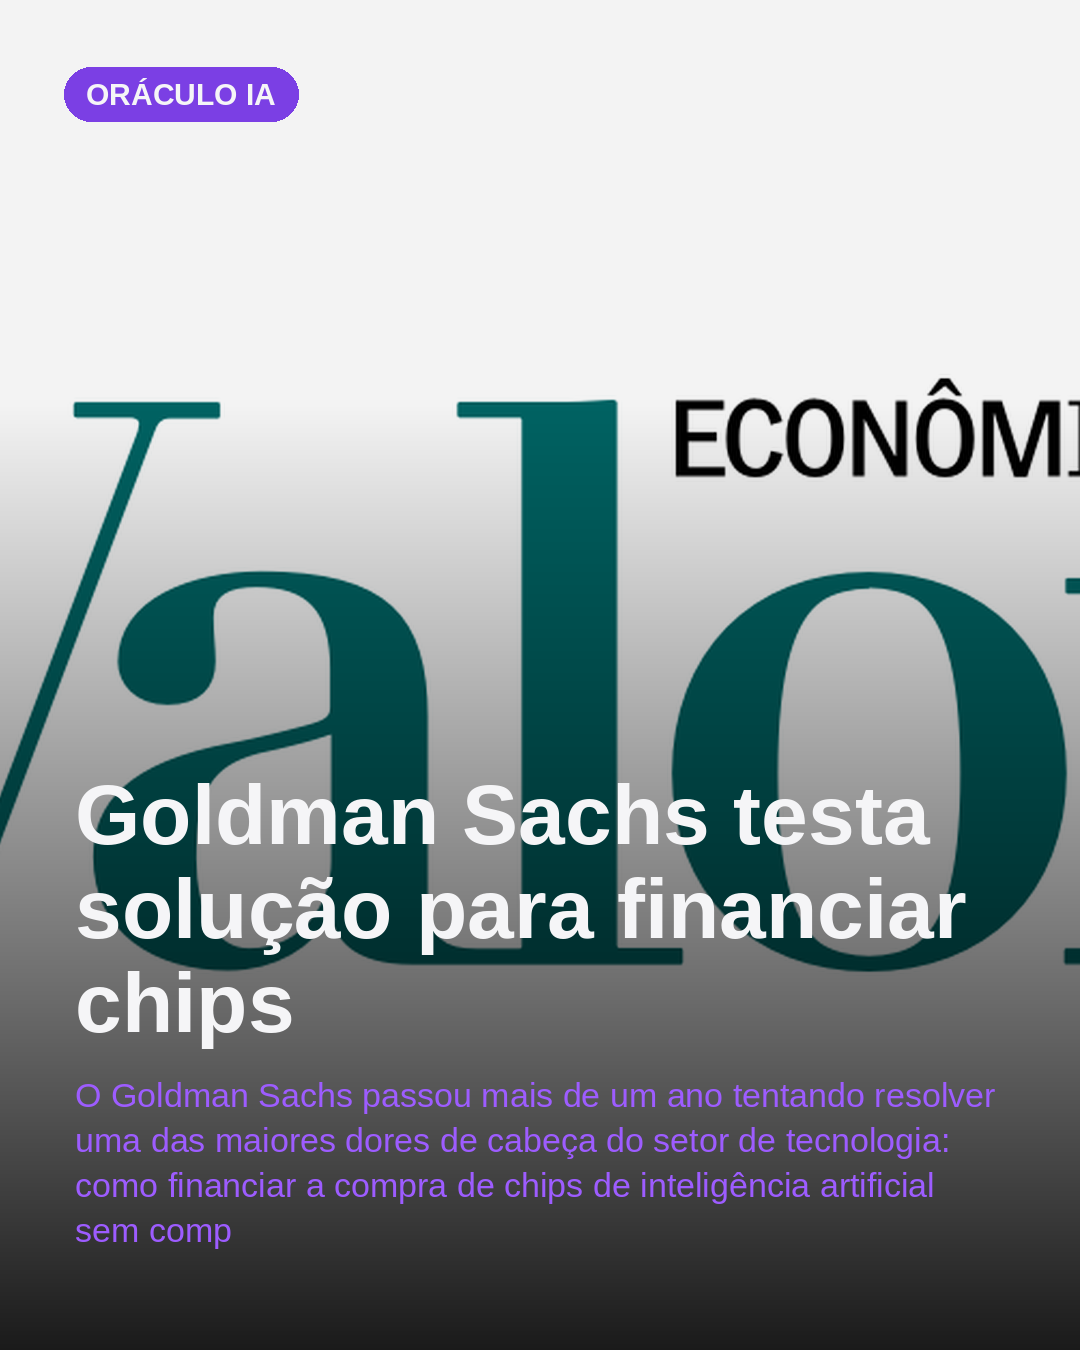 ORÁCULO IA
Valor
ECONÔMI
Goldman Sachs testa
solução para financiar
chips
O Goldman Sachs passou mais de um ano tentando resolver
uma das maiores dores de cabeça do setor de tecnologia:
como financiar a compra de chips de inteligência artificial
sem comp